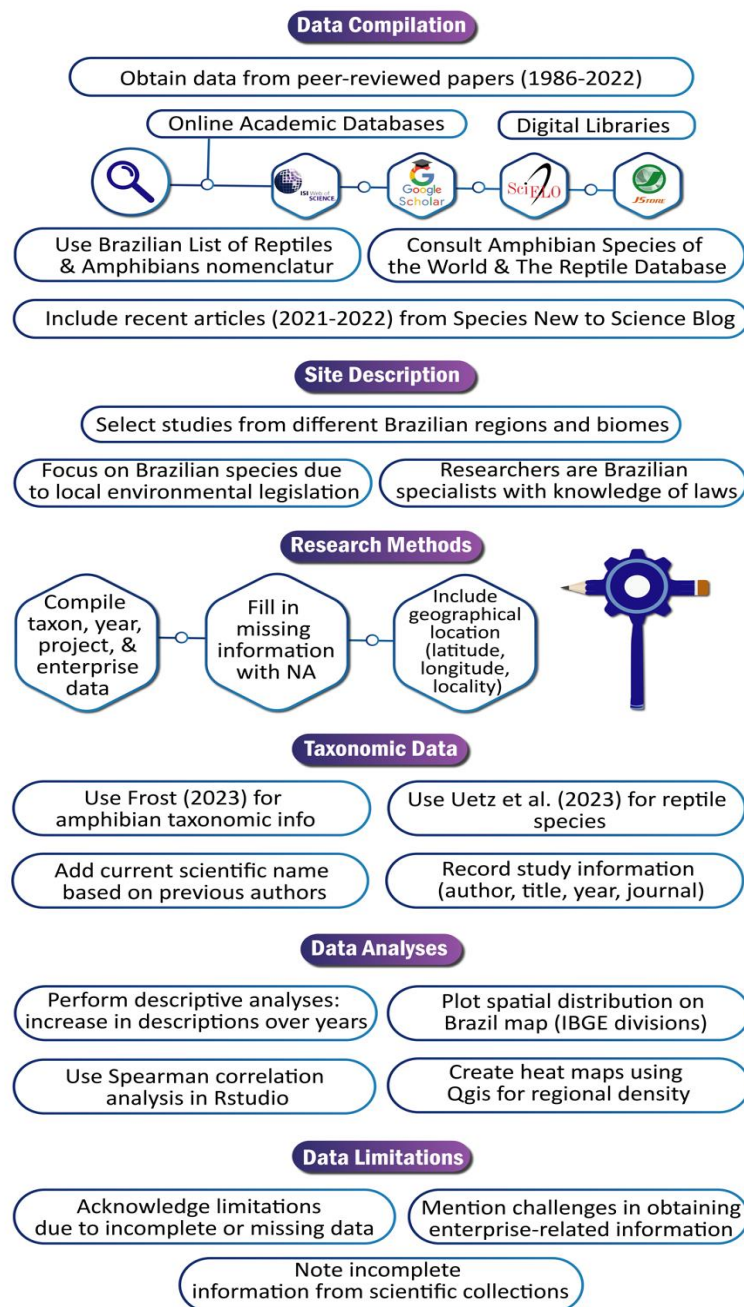 Data Compilation
Obtain data from peer-reviewed papers (1986-2022)
Online Academic Databases
Digital Libraries
ISI Web of
SCIENCE
Google
Scholar
SciELO
JStore
Use Brazilian List of Reptiles
& Amphibians nomenclatur
Consult Amphibian Species of
the World & The Reptile Database
Include recent articles (2021-2022) from Species New to Science Blog
Site Description
Select studies from different Brazilian regions and biomes
Focus on Brazilian species due
to local environmental legislation
Researchers are Brazilian
specialists with knowledge of laws
Research Methods
Compile
taxon, year,
project, &
enterprise
data
Fill in
missing
information
with NA
Include
geographical
location
(latitude,
longitude,
locality)
Taxonomic Data
Use Frost (2023) for
amphibian taxonomic info
Use Uetz et al. (2023) for reptile
species
Add current scientific name
based on previous authors
Record study information
(author, title, year, journal)
Data Analyses
Perform descriptive analyses:
increase in descriptions over years
Plot spatial distribution on
Brazil map (IBGE divisions)
Use Spearman correlation
analysis in Rstudio
Create heat maps using
Qgis for regional density
Data Limitations
Acknowledge limitations
due to incomplete or missing data
Mention challenges in obtaining
enterprise-related information
Note incomplete
information from scientific collections